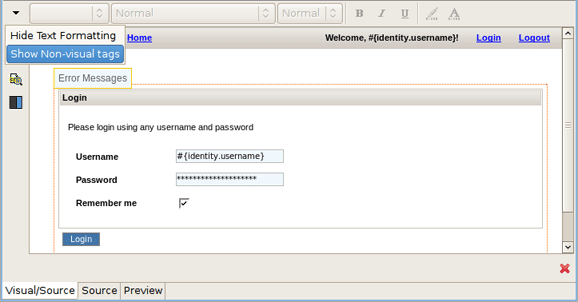 Normal Normal B I U A
Hide Text Formatting
Show Non-visual tags
Home Welcome, #{identity.username}! Login Logout
Error Messages
Login
Please login using any username and password
Username #{identity.username}
Password ********************
Remember me
Login
Visual/Source Source Preview